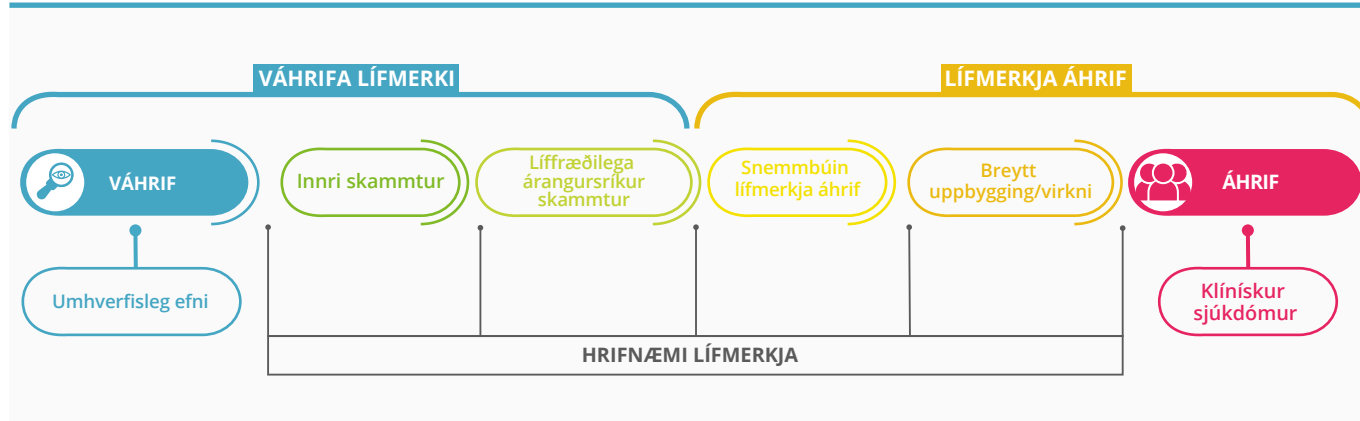 VÁHRIFA LÍFMERKI
LÍFMERKJA ÁHRIF
VÁHRIF
Innri skammtur
Líffræðilega
árangursríkur
skammtur
Snemmbúin
lífmerkja áhrif
Breytt
uppbygging/virkni
ÁHRIF
Umhverfisleg efni
Klínískur
sjúkdómur
HRIFNÆMI LÍFMERKJA